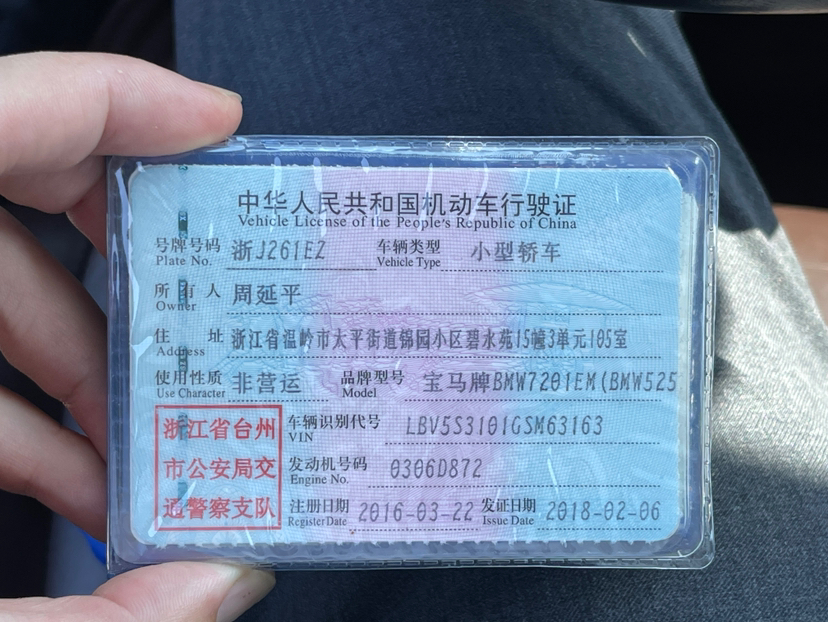 中华人民共和国机动车行驶证
Vehicle License of the People's Republic of China
号牌号码 浙J261EZ 车辆类型 小型轿车
Plate No. Vehicle Type
所有人 周延平
Owner
住址 浙江省温岭市太平街道锦园小区碧水苑15幢3单元105室
Address
使用性质 非营运 品牌型号 宝马牌BMW7201EM(BMW525
Use Character Model
浙江省台州
市公安局交
通警察支队
车辆识别代号 LBV5S3101GSM63163
VIN
发动机号码 0306D872
Engine No.
注册日期 2016-03-22 发证日期 2018-02-06
Register Date Issue Date